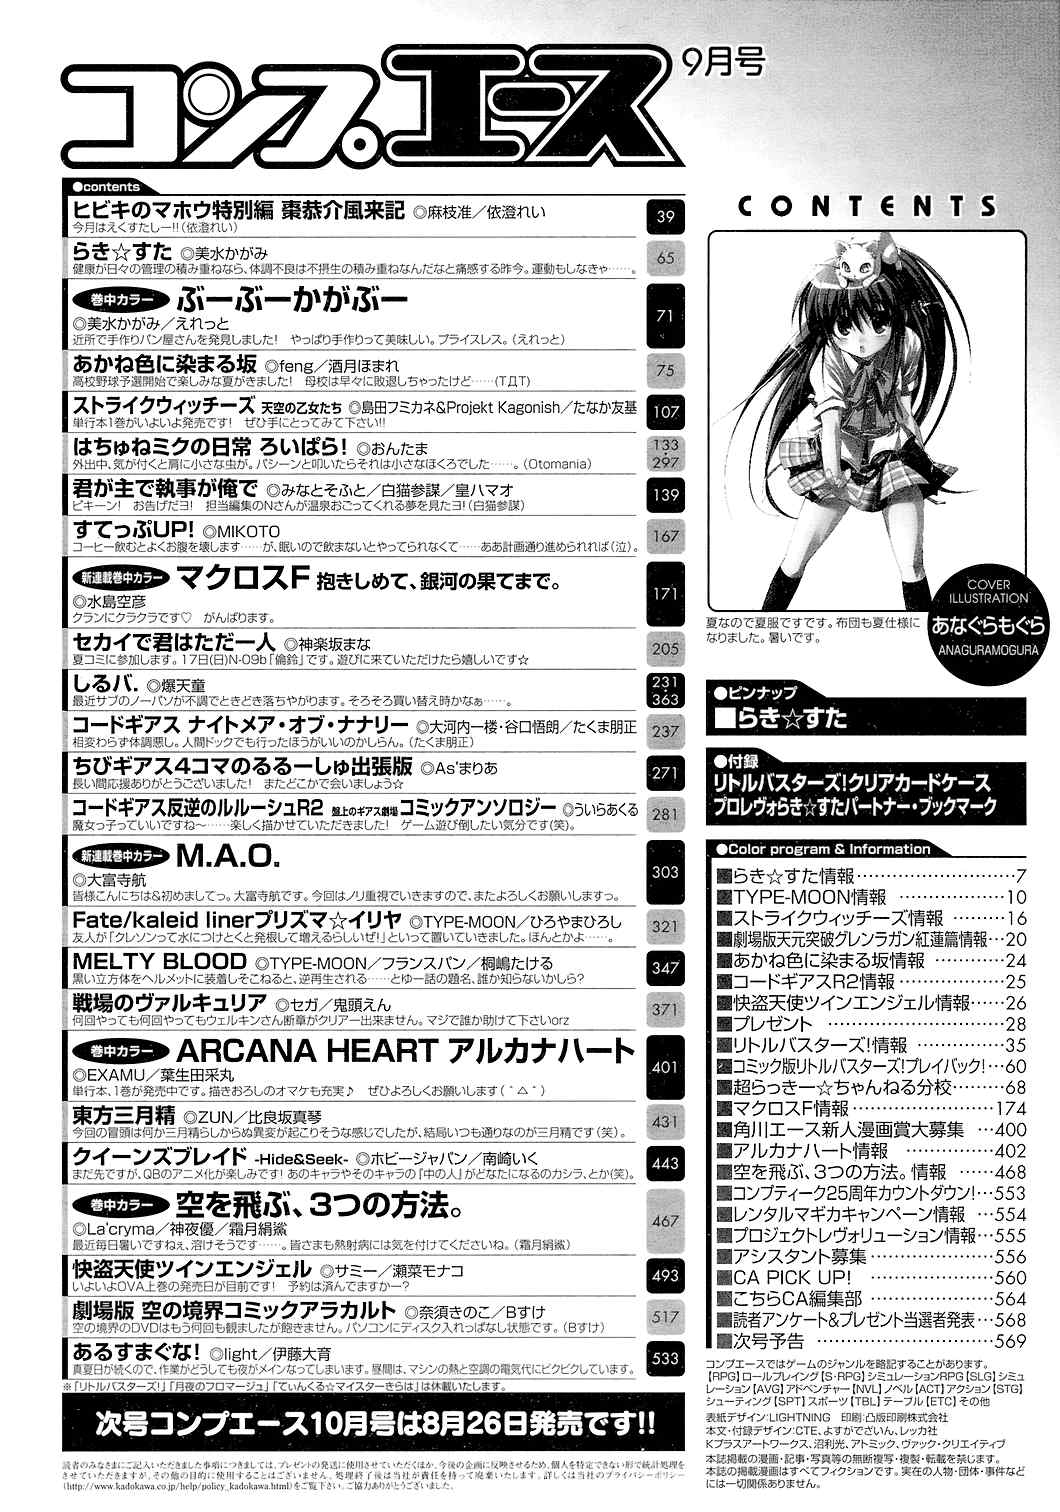 コンプエース
9月号
●contents
ヒビキのマホウ特別編 棗恭介風来記 ◎麻枝准／依澄れい
39
今月はえくすたしー!!（依澄れい）
らき☆すた ◎美水かがみ
65
健康が日々の管理の積み重ねなら、体調不良は不摂生の積み重ねなんだなと痛感する昨今。運動もしなきゃ……。
巻中カラー ぶーぶーかがぶー
71
◎美水かがみ／えれっと
近所で手作りパン屋さんを発見しました! やっぱり手作りって美味しい。プライスレス。（えれっと）
あかね色に染まる坂 ◎feng／酒月ほまれ
75
高校野球予選開始で楽しみな夏がきました! 母校は早々に敗退しちゃったけど……(TДT)
ストライクウィッチーズ 天空の乙女たち ◎島田フミカネ&Projekt Kagonish／たなか友基
107
単行本1巻がいよいよ発売です! ぜひ手にとってみて下さい!!
はちゅねミクの日常 ろいぱら! ◎おんたま
133・297
外出中、気が付くと肩に小さな虫が。バシーンと叩いたらそれは小さなほくろでした……。（Otomania）
君が主で執事が俺で ◎みなとそふと／白猫参謀／皇ハマオ
139
ピキーン! お告げだヨ! 担当編集のNさんが温泉おごってくれる夢を見たヨ!（白猫参謀）
すてっぷUP! ◎MIKOTO
167
コーヒー飲むとよくお腹を壊します……が、眠いので飲まないとやってられなくて……ああ計画通り進められれば（泣）。
新連載巻中カラー マクロスF 抱きしめて、銀河の果てまで。
171
◎水島空彦
クランにクラクラです♡ がんばります。
セカイで君はただ一人 ◎神楽坂まな
205
夏コミに参加します。17日(日)N-09b「倫鈴」です。遊びに来ていただけたら嬉しいです☆
しるバ. ◎爆天童
231・363
最近サブのノーパソが不調でときどき落ちやがります。そろそろ買い替え時かなぁ……。
コードギアス ナイトメア・オブ・ナナリー ◎大河内一楼・谷口悟朗／たくま朋正
237
相変わらず体調悪し。人間ドックでも行ったほうがいいのかしらん。（たくま朋正）
ちびギアス4コマのるるーしゅ出張版 ◎As'まりあ
271
長い間応援ありがとうございました! またどこかで会いましょう☆
コードギアス反逆のルルーシュR2 盤上のギアス劇場 コミックアンソロジー ◎ういらあくる
281
魔女っ子っていいですね〜……楽しく描かせていただきました! ゲーム遊び倒したい気分です(笑)。
新連載巻中カラー M.A.O.
303
◎大富寺航
皆様こんにちは&初めましてっ。大富寺航です。今回はノリ重視でいきますので、またよろしくお願いしますっ。
Fate/kaleid linerプリズマ☆イリヤ ◎TYPE-MOON／ひろやまひろし
321
友人が「クレソンって水につけとくと発根して増えるらしいぜ!」といって置いていきました。ほんとかよ……。
MELTY BLOOD ◎TYPE-MOON／フランスパン／桐嶋たける
347
黒い立方体をヘルメットに装着しそこねると、逆再生される……とゆー話の題名、誰か知らないかしら?
戦場のヴァルキュリア ◎セガ／鬼頭えん
371
何回やっても何回やってもウェルキンさん断章がクリアー出来ません。マジで誰か助けて下さいorz
巻中カラー ARCANA HEART アルカナハート
401
◎EXAMU／葉生田采丸
単行本、1巻が発売中です。描きおろしのオマケも充実♪ ぜひよろしくお願いします（＾△＾）
東方三月精 ◎ZUN／比良坂真琴
431
今回の冒頭は何か三月精らしからぬ異変が起こりそうな感じでしたが、結局いつも通りなのが三月精です（笑）。
クイーンズブレイド -Hide&Seek- ◎ホビージャパン／南崎いく
443
まだ先ですが、QBのアニメ化が楽しみです! あのキャラやそのキャラの「中の人」がどなたになるのカシラ、とか(笑)。
巻中カラー 空を飛ぶ、3つの方法。
467
◎La'cryma／神夜優／霜月絹鯊
最近毎日暑いですねぇ、溶けそうです……。皆さまも熱射病には気を付けてくださいね。（霜月絹鯊）
快盗天使ツインエンジェル ◎サミー／瀬菜モナコ
493
いよいよOVA上巻の発売日が目前です! 予約は済んでますかー?
劇場版 空の境界コミックアラカルト ◎奈須きのこ／Bすけ
517
空の境界のDVDはもう何回も観ましたが飽きません。パソコンにディスク入れっぱなし状態です。（Bすけ）
あるすまぐな! ◎light／伊藤大育
533
真夏日が続くので、作業がどうしても夜がメインなってしまいます。昼間は、マシンの熱と空調の電気代にビクビクしています。
※「リトルバスターズ!」「月夜のフロマージュ」「てぃんくる☆マイスターきらは」は休載いたします。
次号コンプエース10月号は8月26日発売です!!
読者のみなさまにご記入いただきました事項につきましては、プレゼントの発送に使用させていただくほか、今後の企画に反映させるため、個人を特定できない形で統計処理を
させていただきますが、その他の目的に使用することはございません。処理終了後は当社が責任を持って廃棄いたします。詳しくは当社のプライバシーポリシー
(http://www.kadokawa.co.jp/help/policy_kadokawa.html)をご覧下さい。ご協力ありがとうございました。
CONTENTS
COVER
ILLUSTRATION
あなぐらもぐら
ANAGURAMOGURA
夏なので夏服ですです。布団も夏仕様に
なりました。暑いです。
●ピンナップ
■らき☆すた
●付録
リトルバスターズ!クリアカードケース
プロレヴォらき☆すたパートナー・ブックマーク
●Color program & Information
■らき☆すた情報……………………7
■TYPE-MOON情報 ……………10
■ストライクウィッチーズ情報 ………16
■劇場版天元突破グレンラガン紅蓮篇情報…20
■あかね色に染まる坂情報 …………24
■コードギアスR2情報 ……………25
■快盗天使ツインエンジェル情報……26
■プレゼント ………………………28
■リトルバスターズ!情報 …………35
■コミック版リトルバスターズ!プレイバック!…60
■超らっきー☆ちゃんねる分校………68
■マクロスF情報 …………………174
■角川エース新人漫画賞大募集 …400
■アルカナハート情報 ……………402
■空を飛ぶ、3つの方法。情報 ……468
■コンプティーク25周年カウントダウン!…553
■レンタルマギカキャンペーン情報 …554
■プロジェクトレヴォリューション情報…555
■アシスタント募集 ………………556
■CA PICK UP! …………………560
■こちらCA編集部 ………………564
■読者アンケート&プレゼント当選者発表…568
■次号予告 ………………………569
コンプエースではゲームのジャンルを略記することがあります。
【RPG】ロールプレイング【S・RPG】シミュレーションRPG【SLG】シミュ
レーション【AVG】アドベンチャー【NVL】ノベル【ACT】アクション【STG】
シューティング【SPT】スポーツ【TBL】テーブル【ETC】その他
表紙デザイン:LIGHTNING 印刷:凸版印刷株式会社
本文・付録デザイン:CTE、よすがでざいん、レッカ社
Kプラスアートワークス、沼利光、アトミック、ヴァック・クリエイティブ
本誌掲載の漫画・記事・写真等の無断複写・複製・転載を禁じます。
本誌の掲載漫画はすべてフィクションです。実在の人物・団体・事件など
には一切関係ありません。